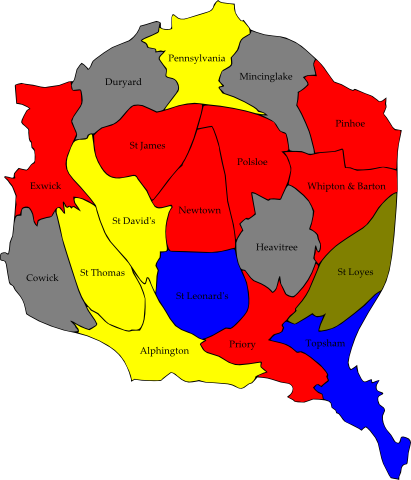 Pennsylvania
Duryard
Mincinglake
Pinhoe
St James
Polsloe
Exwick
Whipton & Barton
Newtown
St David's
Heavitree
Cowick
St Thomas
St Loyes
St Leonard's
Topsham
Priory
Alphington